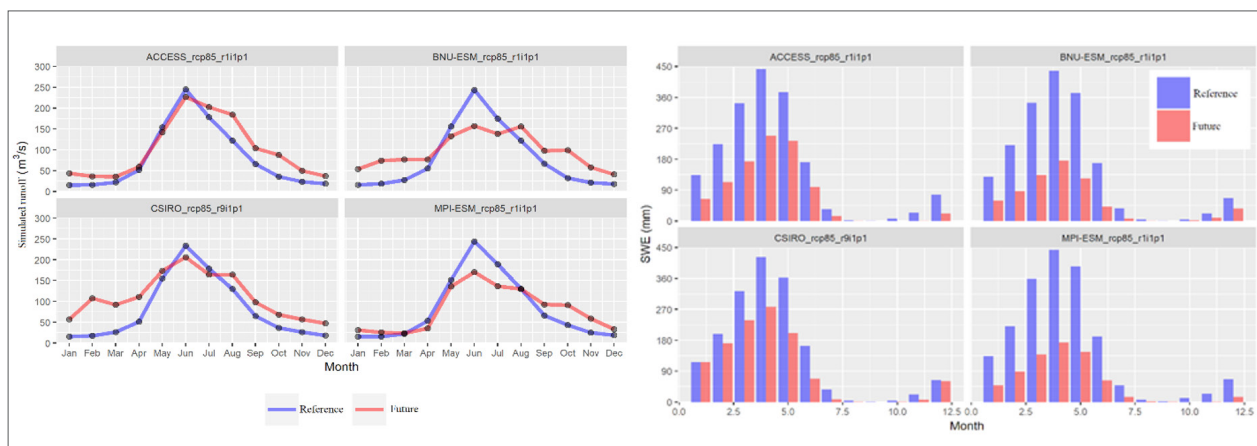 ACCESS_rcp85_r1i1p1
BNU-ESM_rcp85_r1i1p1
300
250
200
150
100
50
0
CSIRO_rcp85_r9i1p1
MPI-ESM_rcp85_r1i1p1
300
250
200
150
100
50
0
Simulated runoff (m³/s)
Jan Feb Mar Apr May Jun Jul Aug Sep Oct Nov Dec
Jan Feb Mar Apr May Jun Jul Aug Sep Oct Nov Dec
Month
Reference Future
ACCESS_rcp85_r1i1p1
BNU-ESM_rcp85_r1i1p1
450
360
270
180
90
0
Reference
Future
CSIRO_rcp85_r9i1p1
MPI-ESM_rcp85_r1i1p1
450
360
270
180
90
0
SWE (mm)
0.0 2.5 5.0 7.5 10.0 12.5
0.0 2.5 5.0 7.5 10.0 12.5
Month